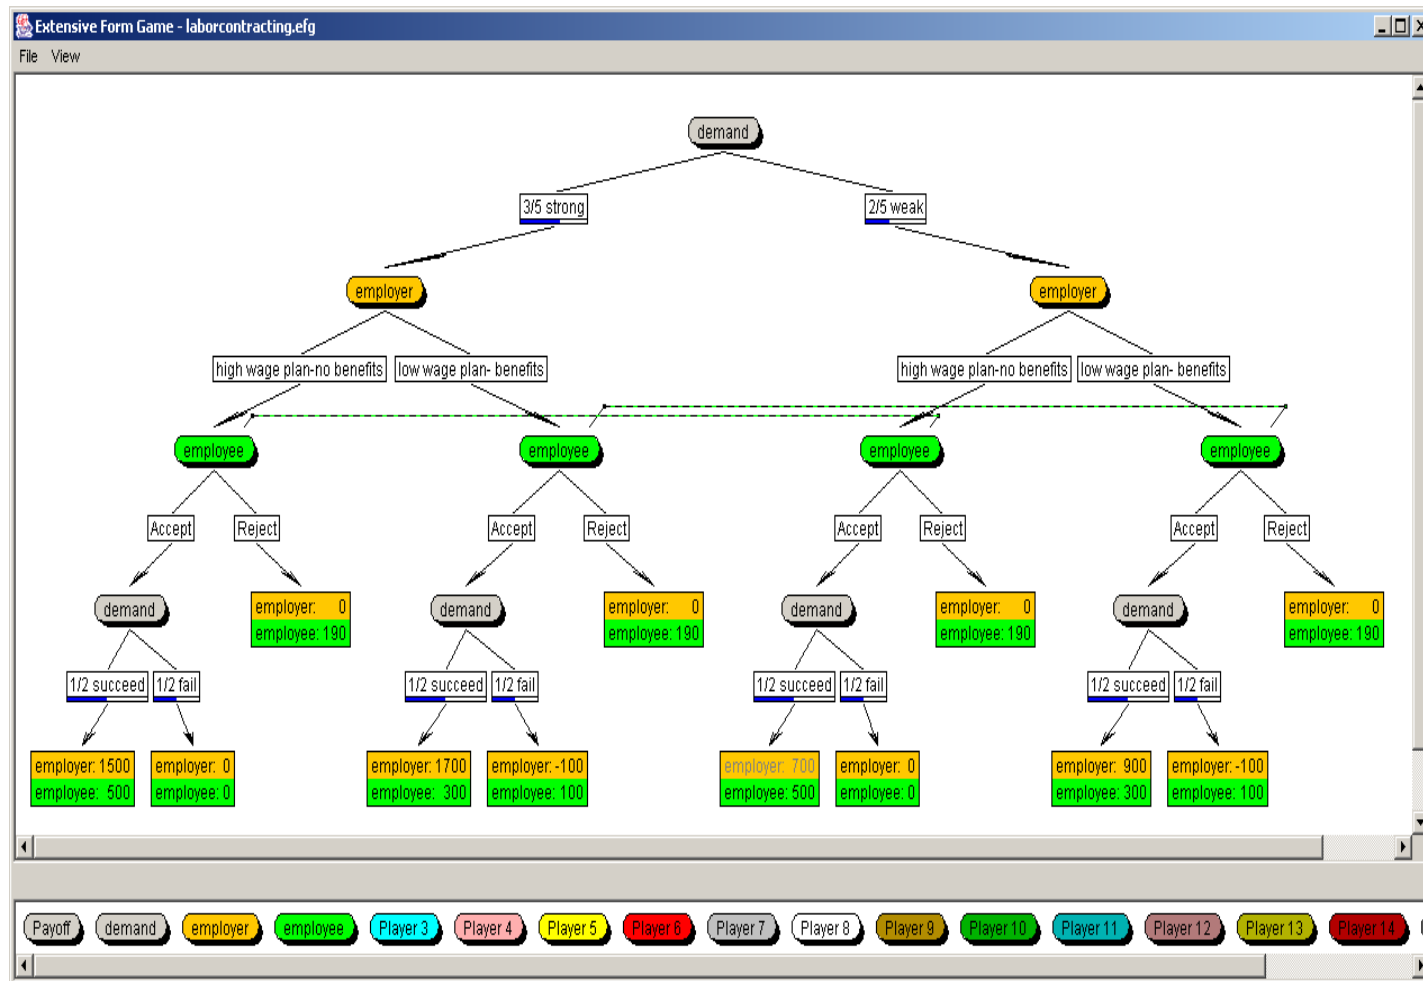 Extensive Form Game - laborcontracting.efg
File View
demand
3/5 strong 2/5 weak
employer employer
high wage plan-no benefits low wage plan- benefits high wage plan-no benefits low wage plan- benefits
employee employee employee employee
Accept Reject Accept Reject Accept Reject Accept Reject
demand employer: 0 demand employer: 0 demand employer: 0 demand employer: 0
employee: 190 employee: 190 employee: 190 employee: 190
1/2 succeed 1/2 fail 1/2 succeed 1/2 fail 1/2 succeed 1/2 fail 1/2 succeed 1/2 fail
employer: 1500 employer: 0 employer: 1700 employer: -100 employer: 700 employer: 0 employer: 900 employer: -100
employee: 500 employee: 0 employee: 300 employee: 100 employee: 500 employee: 0 employee: 300 employee: 100
Payoff demand employer employee Player 3 Player 4 Player 5 Player 6 Player 7 Player 8 Player 9 Player 10 Player 11 Player 12 Player 13 Player 14